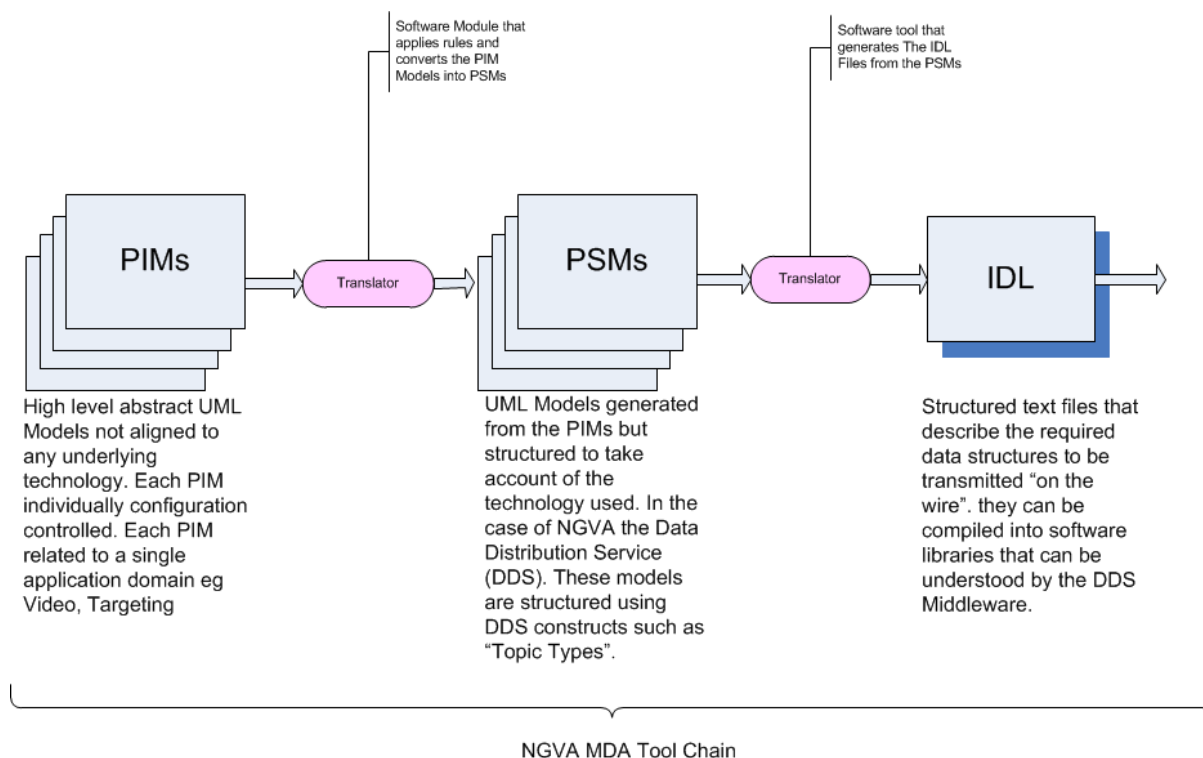 Software Module that
applies rules and
converts the PIM
Models into PSMs
Software tool that
generates The IDL
Files from the PSMs
PIMs
Translator
PSMs
Translator
IDL
High level abstract UML
Models not aligned to
any underlying
technology. Each PIM
individually configuration
controlled. Each PIM
related to a single
application domain eg
Video, Targeting
UML Models generated
from the PIMs but
structured to take
account of the
technology used. In the
case of NGVA the Data
Distribution Service
(DDS). These models
are structured using
DDS constructs such as
“Topic Types”.
Structured text files that
describe the required
data structures to be
transmitted “on the
wire”. they can be
compiled into software
libraries that can be
understood by the DDS
Middleware.
NGVA MDA Tool Chain